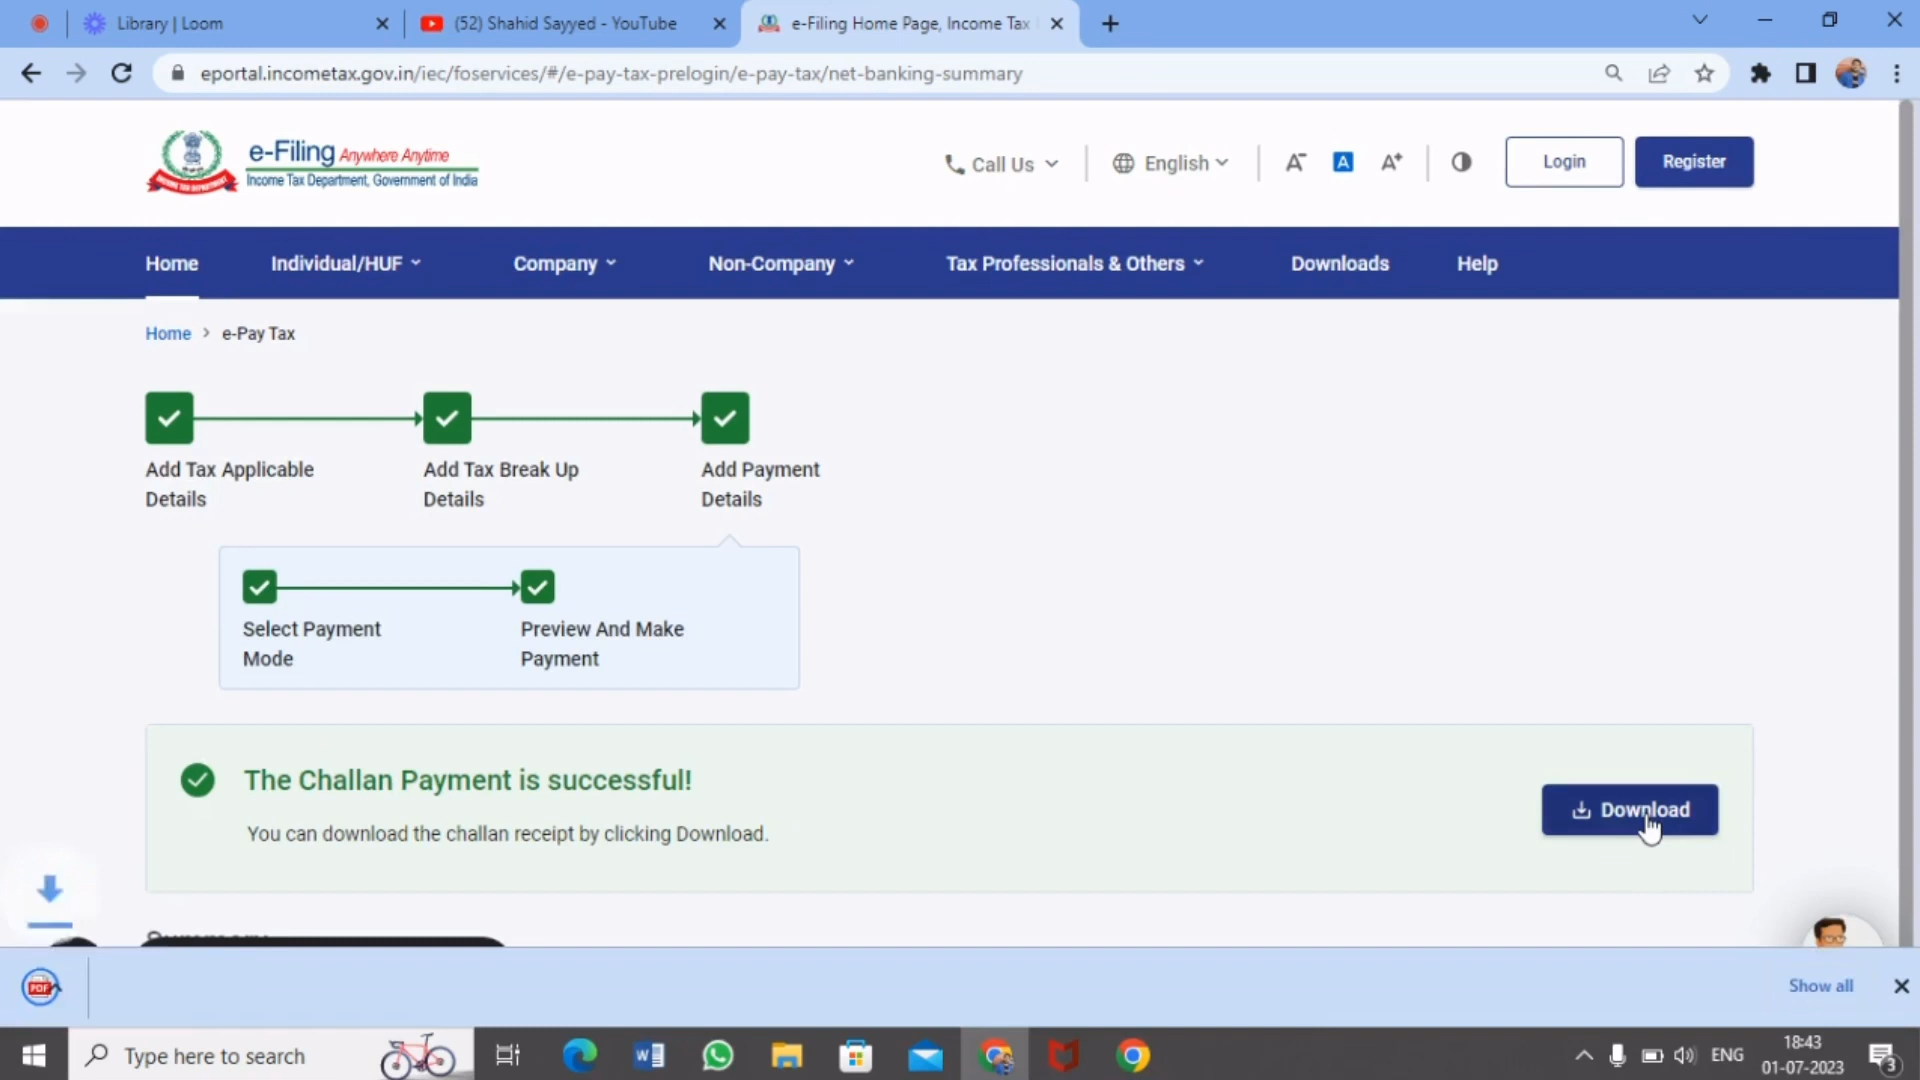 Library | Loom
(52) Shahid Sayyed - YouTube
e-Filing Home Page, Income Tax
eportal.incometax.gov.in/iec/foservices/#/e-pay-tax-prelogin/e-pay-tax/net-banking-summary
e-Filing Anywhere Anytime
Income Tax Department, Government of India
Call Us
English
A-
A
A+
Login
Register
Home
Individual/HUF
Company
Non-Company
Tax Professionals & Others
Downloads
Help
Home > e-Pay Tax
Add Tax Applicable Details
Add Tax Break Up Details
Add Payment Details
Select Payment Mode
Preview And Make Payment
The Challan Payment is successful!
You can download the challan receipt by clicking Download.
Download
PDF
Show all
Type here to search
ENG
18:43
01-07-2023
3